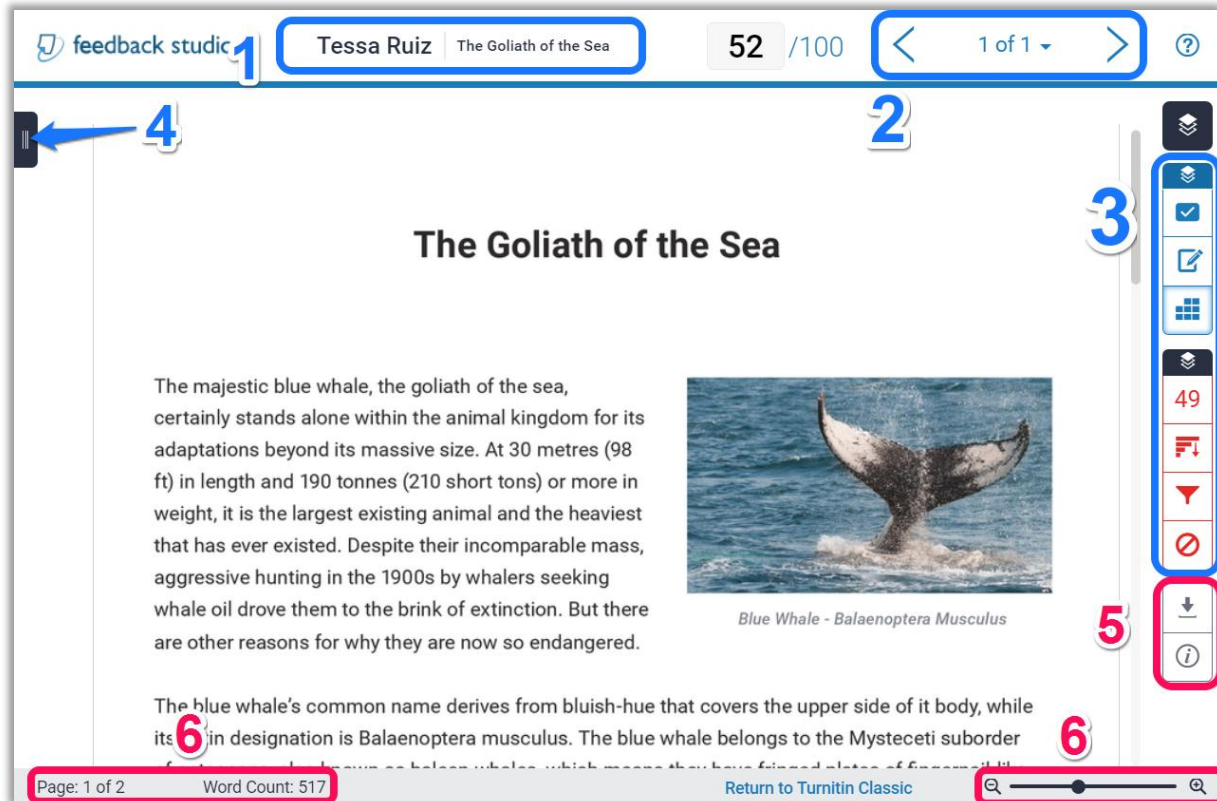 feedback studio
1
Tessa Ruiz The Goliath of the Sea
52 /100
1 of 1
?
2
4
3
The Goliath of the Sea
The majestic blue whale, the goliath of the sea,
certainly stands alone within the animal kingdom for its
adaptations beyond its massive size. At 30 metres (98
ft) in length and 190 tonnes (210 short tons) or more in
weight, it is the largest existing animal and the heaviest
that has ever existed. Despite their incomparable mass,
aggressive hunting in the 1900s by whalers seeking
whale oil drove them to the brink of extinction. But there
are other reasons for why they are now so endangered.
Blue Whale - Balaenoptera Musculus
49
5
i
The blue whale's common name derives from bluish-hue that covers the upper side of it body, while
its in designation is Balaenoptera musculus. The blue whale belongs to the Mysteceti suborder
6
6
Page: 1 of 2
Word Count: 517
Return to Turnitin Classic